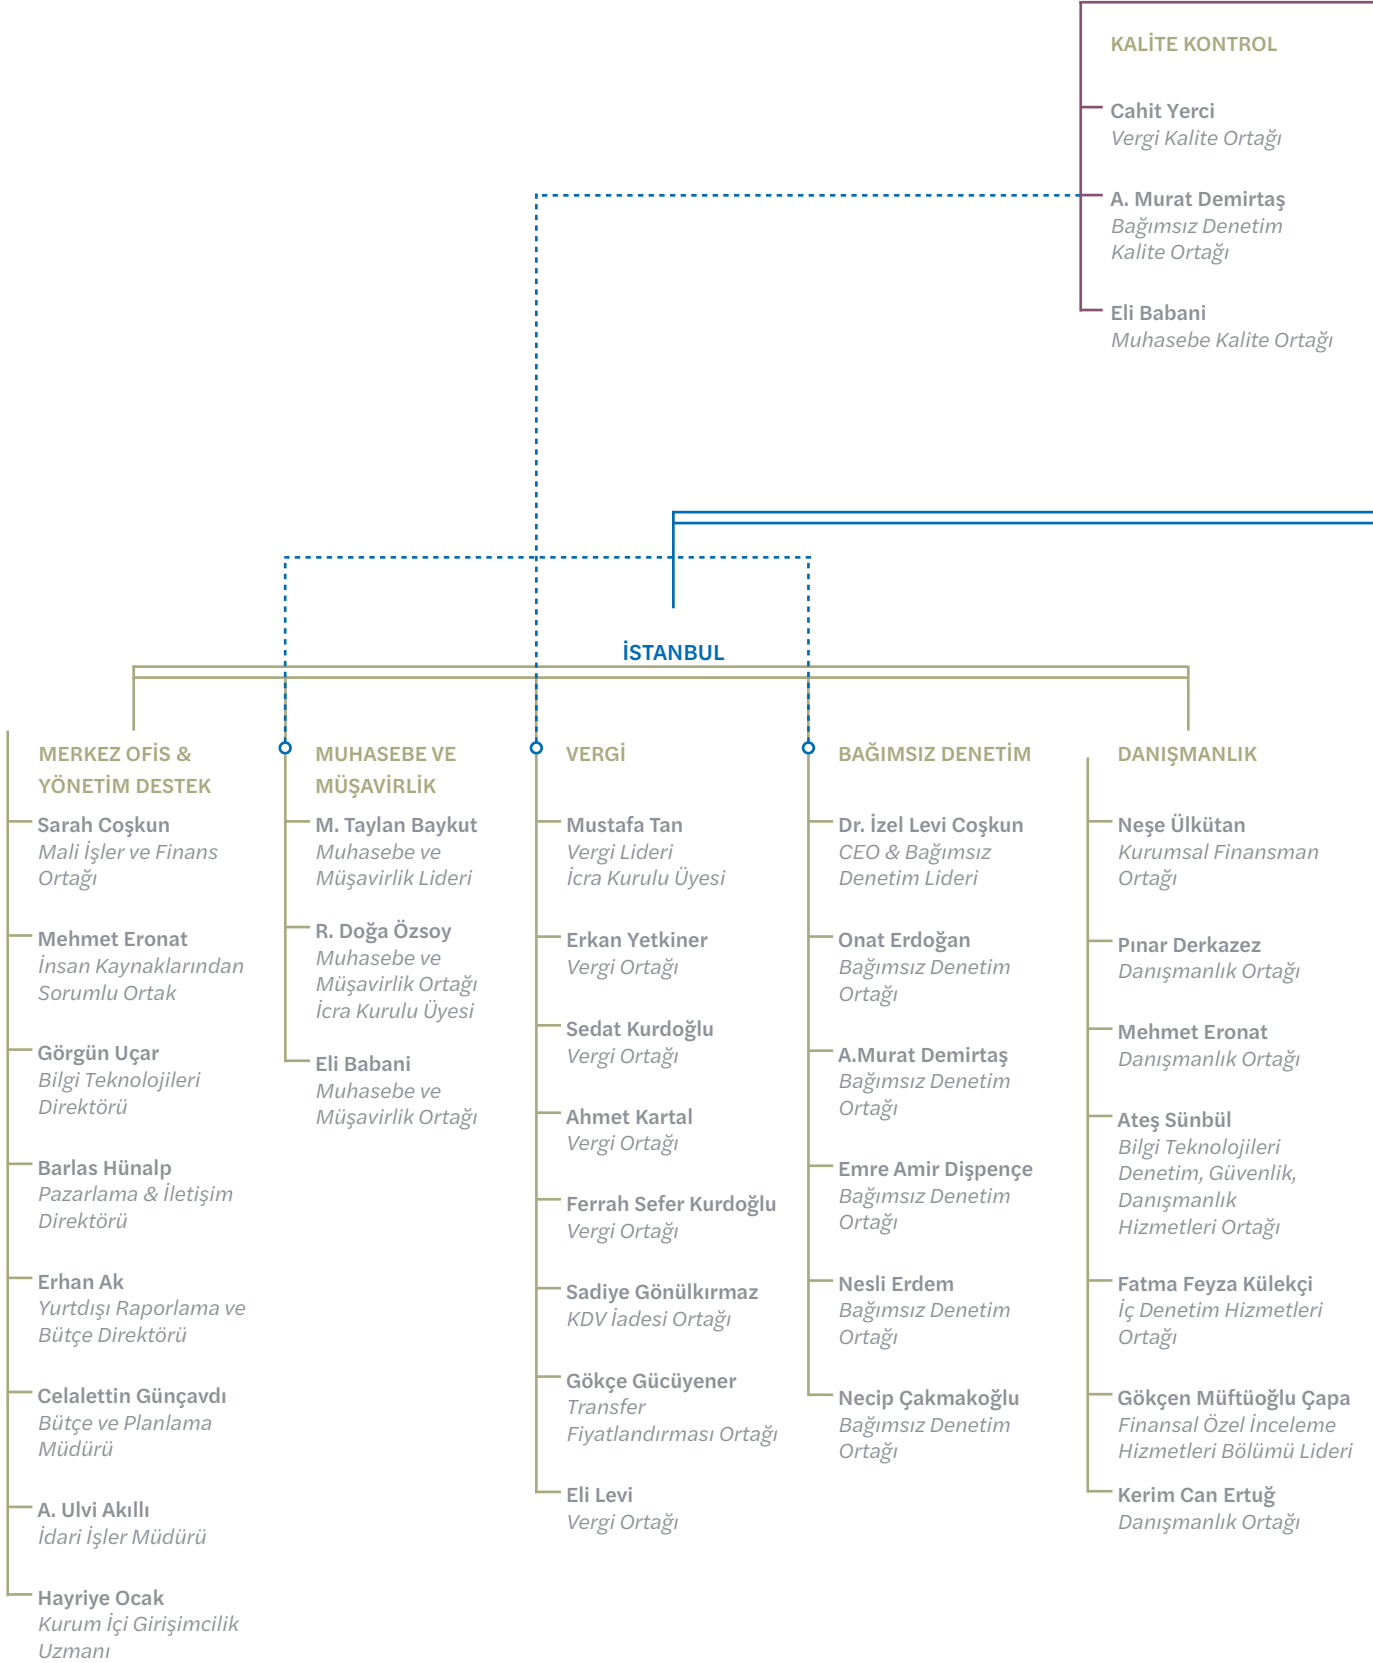 KALİTE KONTROL
Cahit Yerci
Vergi Kalite Ortağı
A. Murat Demirtaş
Bağımsız Denetim
Kalite Ortağı
Eli Babani
Muhasebe Kalite Ortağı
İSTANBUL
MERKEZ OFİS &
YÖNETİM DESTEK
Sarah Coşkun
Mali İşler ve Finans
Ortağı
Mehmet Eronat
İnsan Kaynaklarından
Sorumlu Ortak
Görgün Uçar
Bilgi Teknolojileri
Direktörü
Barlas Hünalp
Pazarlama & İletişim
Direktörü
Erhan Ak
Yurtdışı Raporlama ve
Bütçe Direktörü
Celalettin Günçavdı
Bütçe ve Planlama
Müdürü
A. Ulvi Akıllı
İdari İşler Müdürü
Hayriye Ocak
Kurum İçi Girişimcilik
Uzmanı
MUHASEBE VE
MÜŞAVİRLİK
M. Taylan Baykut
Muhasebe ve
Müşavirlik Lideri
R. Doğa Özsoy
Muhasebe ve
Müşavirlik Ortağı
İcra Kurulu Üyesi
Eli Babani
Muhasebe ve
Müşavirlik Ortağı
VERGİ
Mustafa Tan
Vergi Lideri
İcra Kurulu Üyesi
Erkan Yetkiner
Vergi Ortağı
Sedat Kurdoğlu
Vergi Ortağı
Ahmet Kartal
Vergi Ortağı
Ferrah Sefer Kurdoğlu
Vergi Ortağı
Sadiye Gönülkırmaz
KDV İadesi Ortağı
Gökçe Gücüyener
Transfer
Fiyatlandırması Ortağı
Eli Levi
Vergi Ortağı
BAĞIMSIZ DENETİM
Dr. İzel Levi Coşkun
CEO & Bağımsız
Denetim Lideri
Onat Erdoğan
Bağımsız Denetim
Ortağı
A.Murat Demirtaş
Bağımsız Denetim
Ortağı
Emre Amir Dişpençe
Bağımsız Denetim
Ortağı
Nesli Erdem
Bağımsız Denetim
Ortağı
Necip Çakmakoğlu
Bağımsız Denetim
Ortağı
DANIŞMANLIK
Neşe Ülkütan
Kurumsal Finansman
Ortağı
Pınar Derkazez
Danışmanlık Ortağı
Mehmet Eronat
Danışmanlık Ortağı
Ateş Sünbül
Bilgi Teknolojileri
Denetim, Güvenlik,
Danışmanlık
Hizmetleri Ortağı
Fatma Feyza Külekçi
İç Denetim Hizmetleri
Ortağı
Gökçen Müftüoğlu Çapa
Finansal Özel İnceleme
Hizmetleri Bölümü Lideri
Kerim Can Ertuğ
Danışmanlık Ortağı